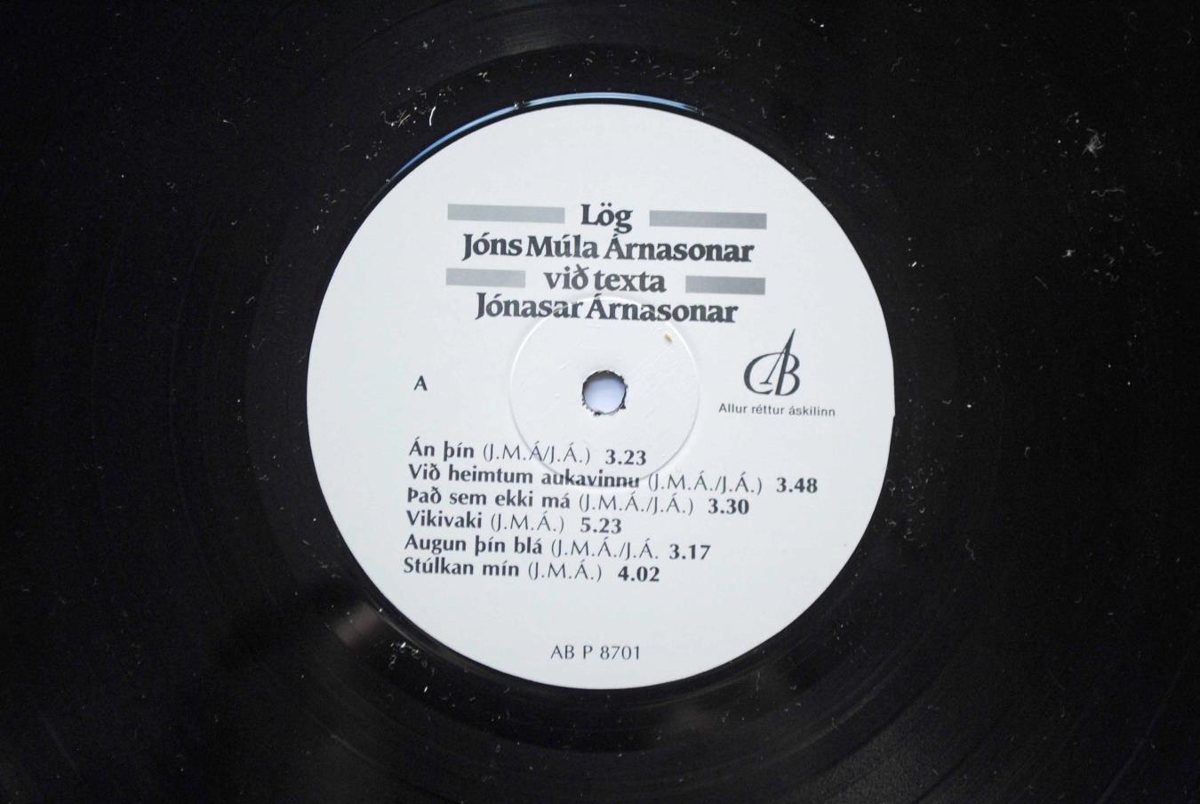 Lög
Jóns Múla Árnasonar
við texta
Jónasar Árnasonar
A
AB
Allur réttur áskilinn
Án þín (J.M.Á/J.Á.) 3.23
Við heimtum aukavinnu (J.M.Á./J.Á.) 3.48
Það sem ekki má (J.M.Á./J.Á.) 3.30
Vikivaki (J.M.Á.) 5.23
Augun þín blá (J.M.Á./J.Á. 3.17
Stúlkan mín (J.M.Á.) 4.02
AB P 8701